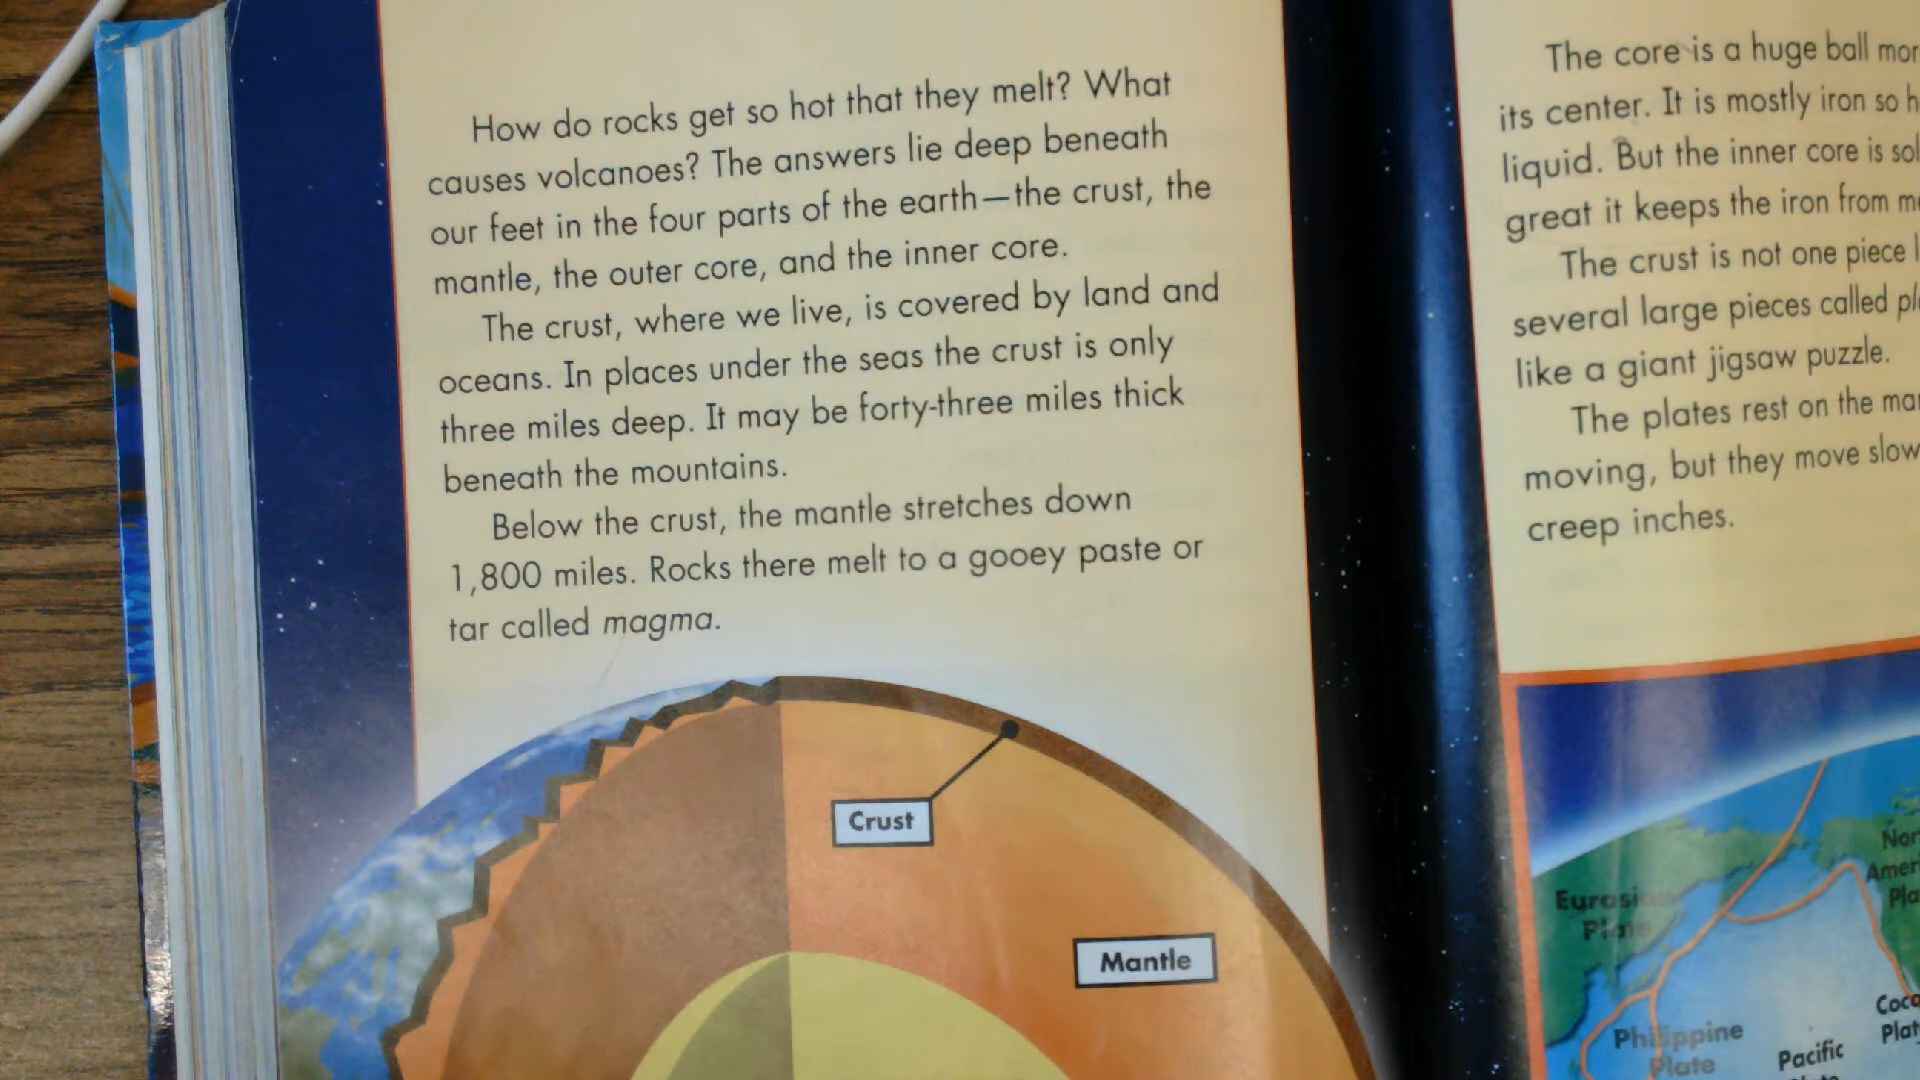 How do rocks get so hot that they melt? What
causes volcanoes? The answers lie deep beneath
our feet in the four parts of the earth—the crust, the
mantle, the outer core, and the inner core.
The crust, where we live, is covered by land and
oceans. In places under the seas the crust is only
three miles deep. It may be forty-three miles thick
beneath the mountains.
Below the crust, the mantle stretches down
1,800 miles. Rocks there melt to a gooey paste or
tar called magma.
Crust
Mantle
The core is a huge ball
its center. It is mostly iron so
liquid. But the inner core is
great it keeps the iron from
The crust is not one piece
several large pieces called
like a giant jigsaw puzzle.
The plates rest on the
moving, but they move
creep inches.
Eurasian
Plate
Philippine
Plate
Pacific